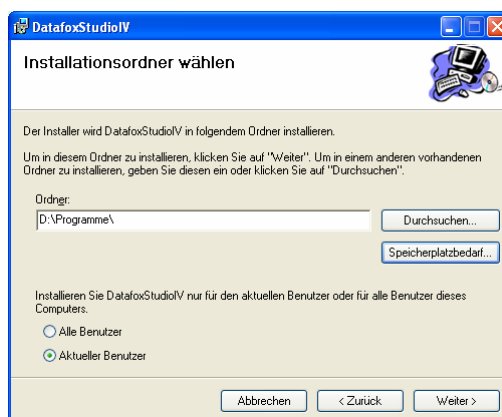 DatafoxStudioIV
Installationsordner wählen
Der Installer wird DatafoxStudioIV in folgendem Ordner installieren.
Um in diesem Ordner zu installieren, klicken Sie auf "Weiter". Um in einem anderen vorhandenen
Ordner zu installieren, geben Sie diesen ein oder klicken Sie auf "Durchsuchen".
Ordner:
D:\Programme\
Durchsuchen...
Speicherplatzbedarf...
Installieren Sie DatafoxStudioIV nur für den aktuellen Benutzer oder für alle Benutzer dieses
Computers.
Alle Benutzer
Aktueller Benutzer
Abbrechen
< Zurück
Weiter >